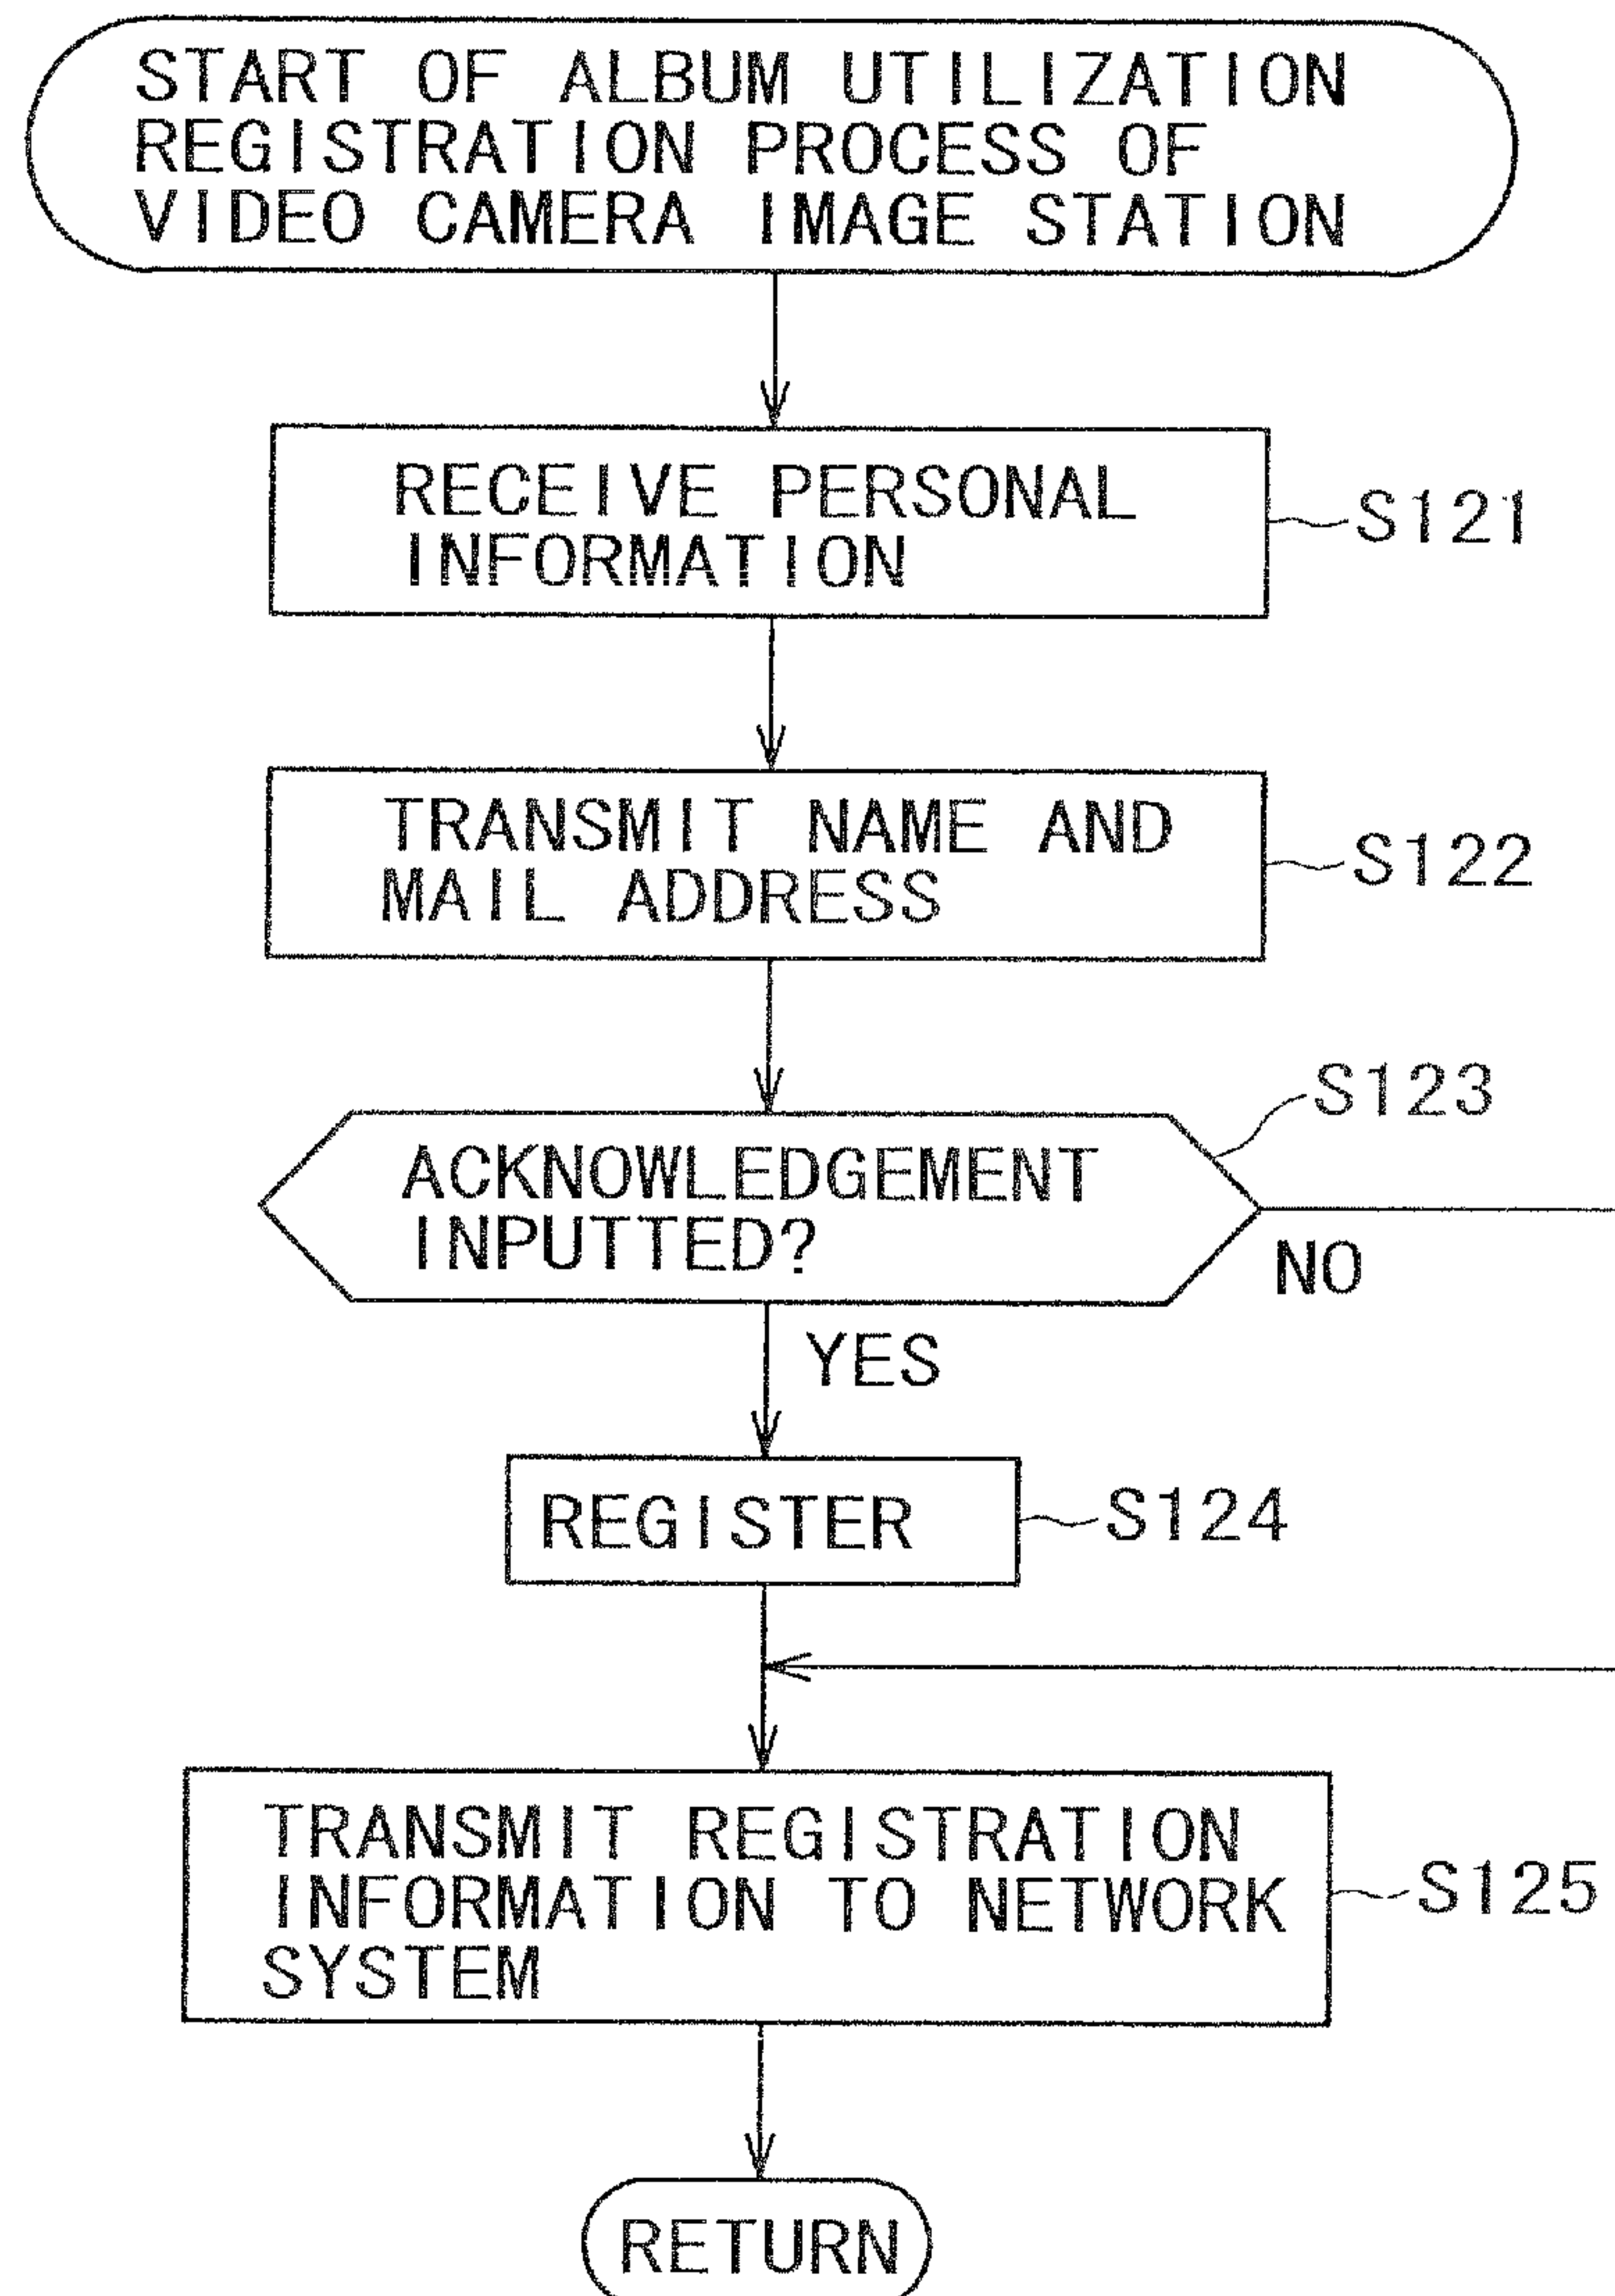 START OF ALBUM UTILIZATION
REGISTRATION PROCESS OF
VIDEO CAMERA IMAGE STATION
RECEIVE PERSONAL
INFORMATION
S121
TRANSMIT NAME AND
MAIL ADDRESS
S122
S123
ACKNOWLEDGEMENT
INPUTTED?
NO
YES
REGISTER
S124
TRANSMIT REGISTRATION
INFORMATION TO NETWORK
SYSTEM
S125
RETURN